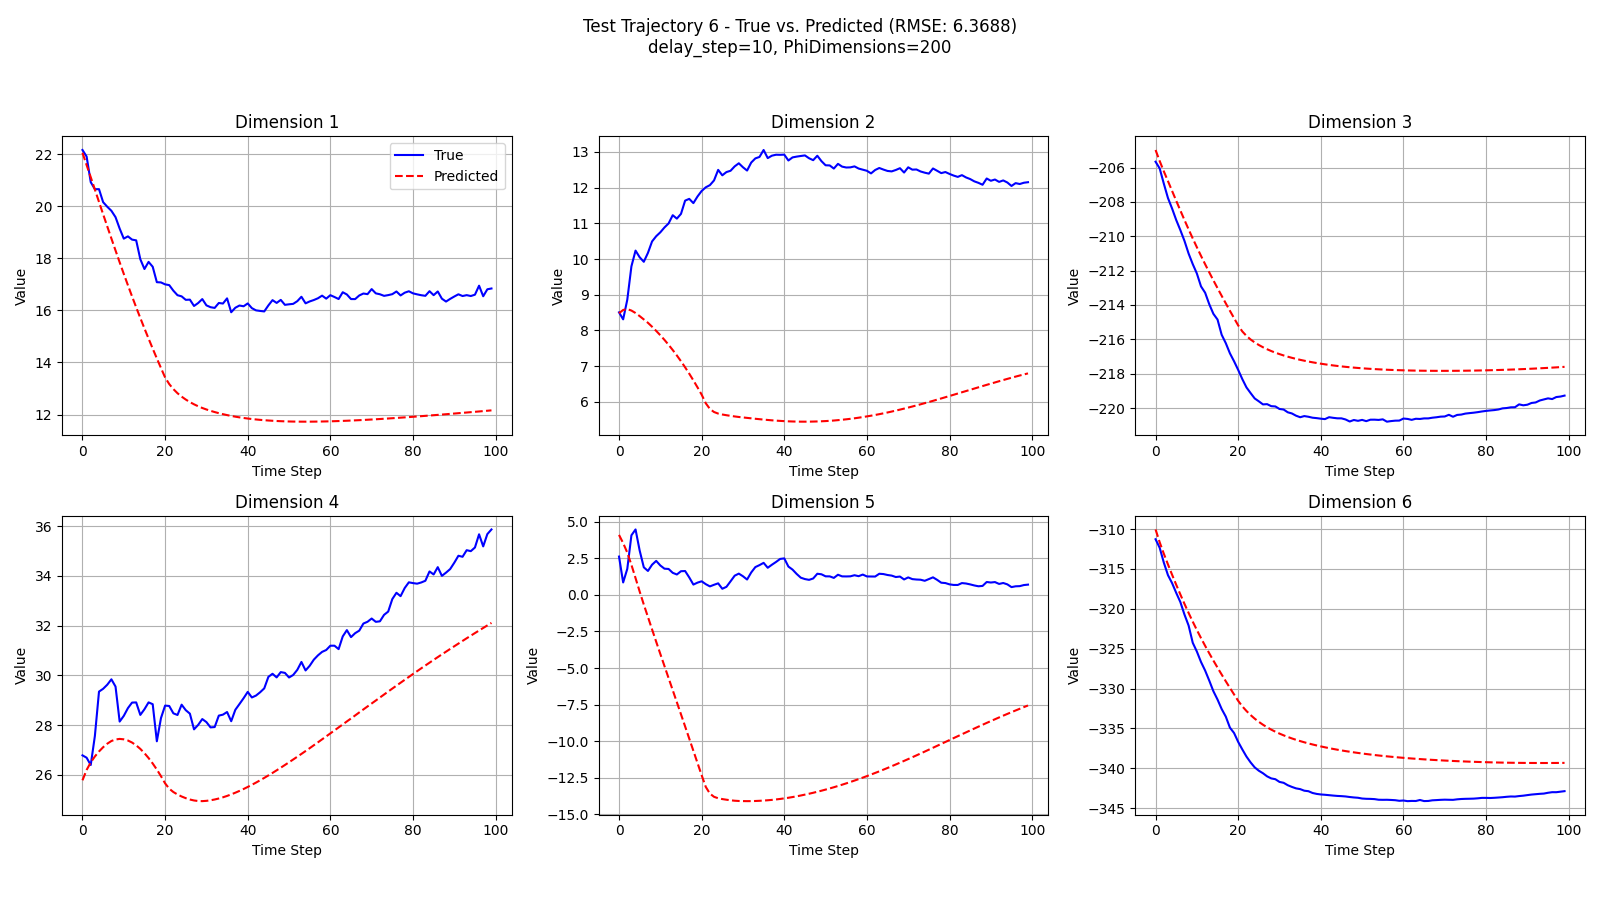 Test Trajectory 6 - True vs. Predicted (RMSE: 6.3688)
delay_step=10, PhiDimensions=200
Dimension 1
Value
22
20
18
16
14
12
0 20 40 60 80 100
Time Step
True
Predicted
Dimension 2
Value
13
12
11
10
9
8
7
6
0 20 40 60 80 100
Time Step
Dimension 3
Value
−206
−208
−210
−212
−214
−216
−218
−220
0 20 40 60 80 100
Time Step
Dimension 4
Value
36
34
32
30
28
26
0 20 40 60 80 100
Time Step
Dimension 5
Value
5.0
2.5
0.0
−2.5
−5.0
−7.5
−10.0
−12.5
−15.0
0 20 40 60 80 100
Time Step
Dimension 6
Value
−310
−315
−320
−325
−330
−335
−340
−345
0 20 40 60 80 100
Time Step